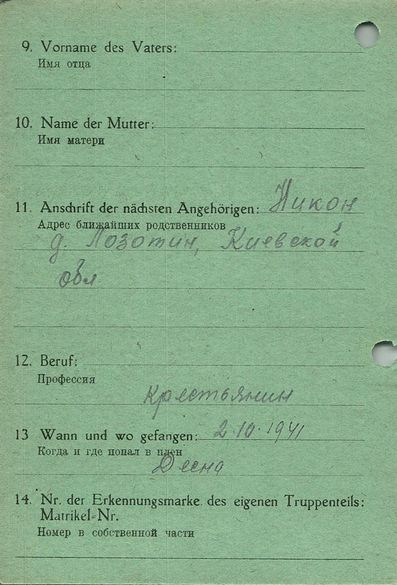 9. Vorname des Vaters:
Имя отца
10. Name der Mutter:
Имя матери
11. Anschrift der nächsten Angehörigen: Никон
Адрес ближайших родственников
д. Лозотин, Киевской
обл
12. Beruf:
Профессия
Крестьянин
13 Wann und wo gefangen: 2.10.1941
Когда и где попал в плен
Десна
14. Nr. der Erkennungsmarke des eigenen Truppenteils:
Matrikel-Nr.
Номер в собственной части